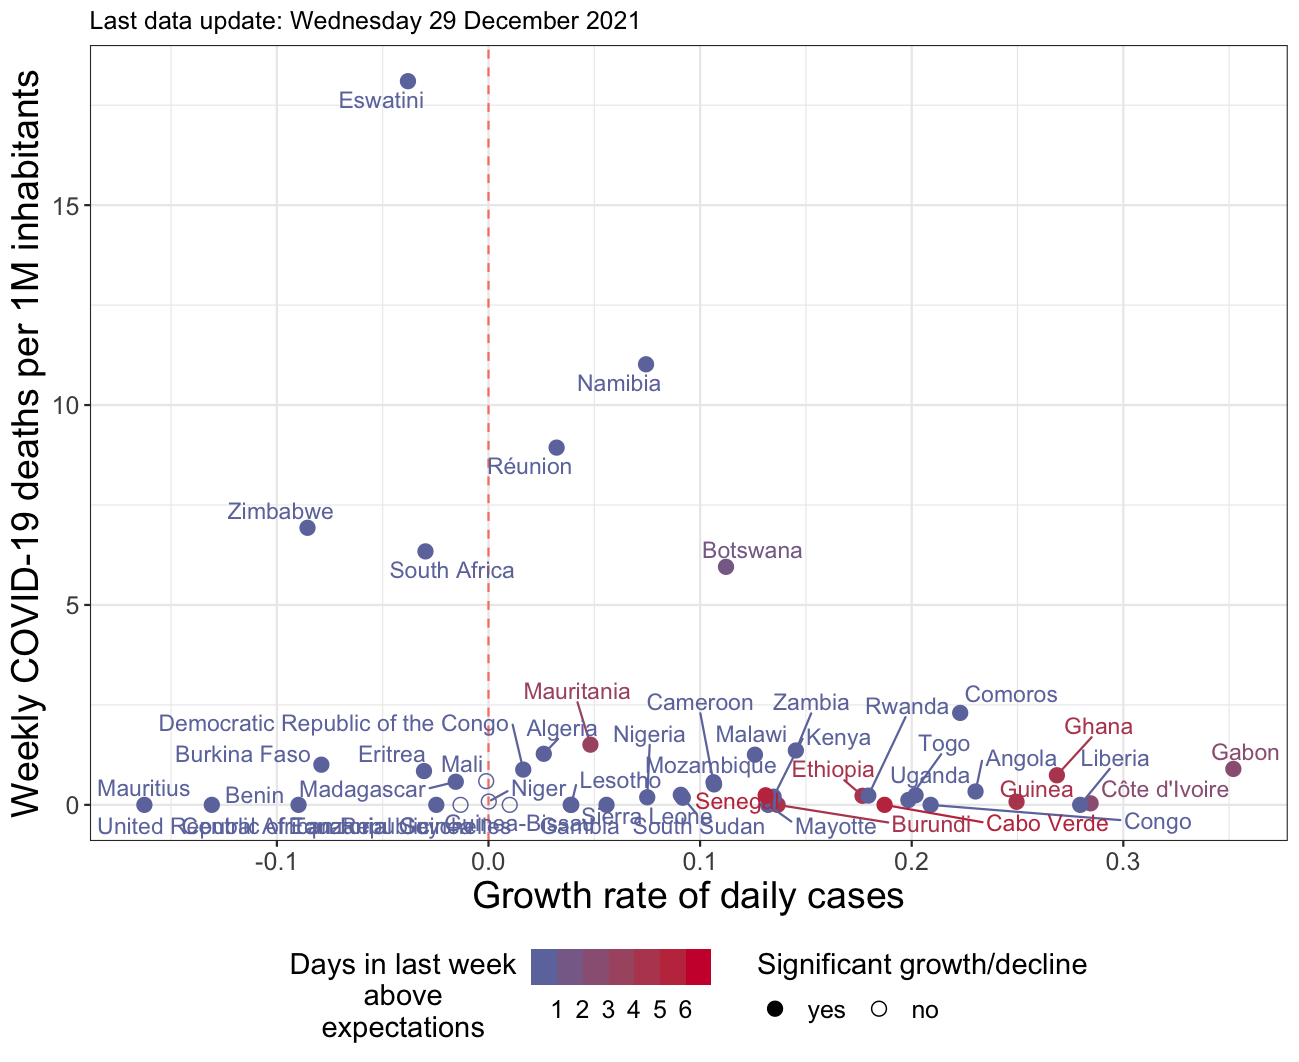 Last data update: Wednesday 29 December 2021
Weekly COVID-19 deaths per 1M inhabitants
15
10
5
0
Eswatini
Namibia
Réunion
Zimbabwe
South Africa
Botswana
Mauritania
Cameroon
Zambia
Rwanda
Comoros
Democratic Republic of the Congo
Algeria
Nigeria
Malawi
Kenya
Togo
Ghana
Burkina Faso
Eritrea
Mali
Mozambique
Ethiopia
Uganda
Angola
Liberia
Gabon
Mauritius
Benin
Madagascar
Niger
Lesotho
Senegal
Guinea
Côte d'Ivoire
United Republic
Guinea-Bissau
Gambia
Sierra Leone
South Sudan
Mayotte
Burundi
Cabo Verde
Congo
-0.1
0.0
0.1
0.2
0.3
Growth rate of daily cases
Days in last week
above
expectations
1 2 3 4 5 6
Significant growth/decline
yes
no